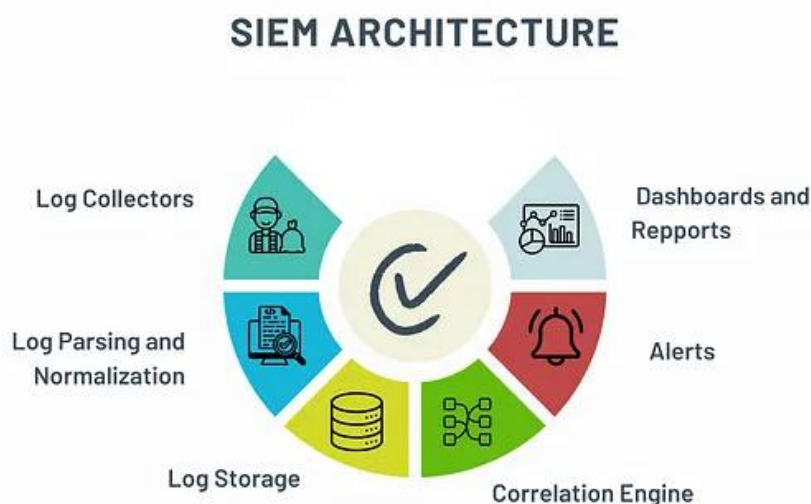 SIEM ARCHITECTURE
Log Collectors
Log Parsing and
Normalization
Log Storage
Correlation Engine
Alerts
Dashboards and
Repports